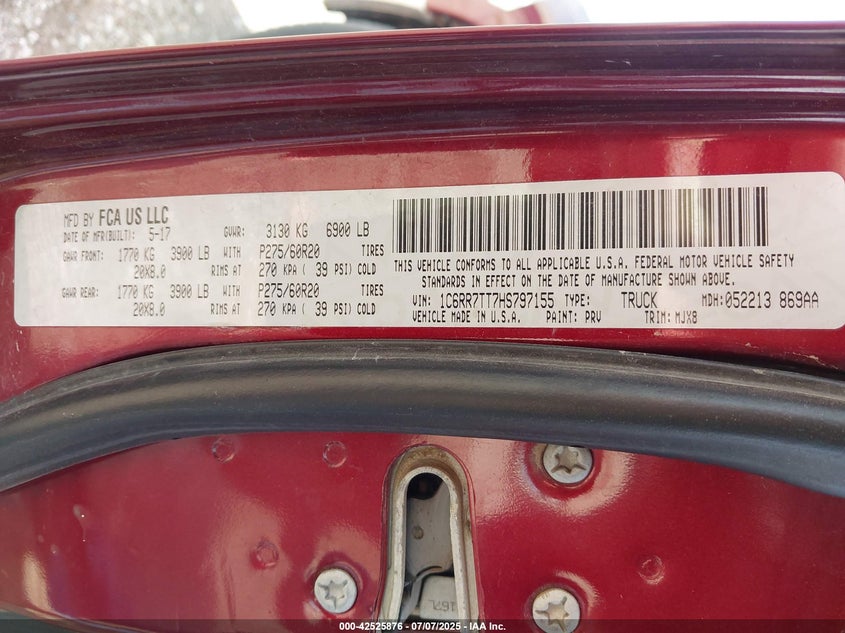 MFD BY FCA US LLC
DATE OF MFR(BUILT): 5-17 GVWR: 3130 KG 6900 LB
GAWR FRONT: 1770 KG 3900 LB WITH P275/60R20 TIRES
20X8.0 RIMS AT 270 KPA ( 39 PSI) COLD
GAWR REAR: 1770 KG 3900 LB WITH P275/60R20 TIRES
20X8.0 RIMS AT 270 KPA ( 39 PSI) COLD
THIS VEHICLE CONFORMS TO ALL APPLICABLE U.S.A. FEDERAL MOTOR VEHICLE SAFETY
STANDARDS IN EFFECT ON THE DATE OF MANUFACTURE SHOWN ABOVE.
VIN: 1C6RR7TT7HS797155 TYPE: TRUCK MDH: 052213 869AA
VEHICLE MADE IN U.S.A. PAINT: PRV TRIM: MJX8
167L
000-42525876 - 07/07/2025 - IAA, Inc.